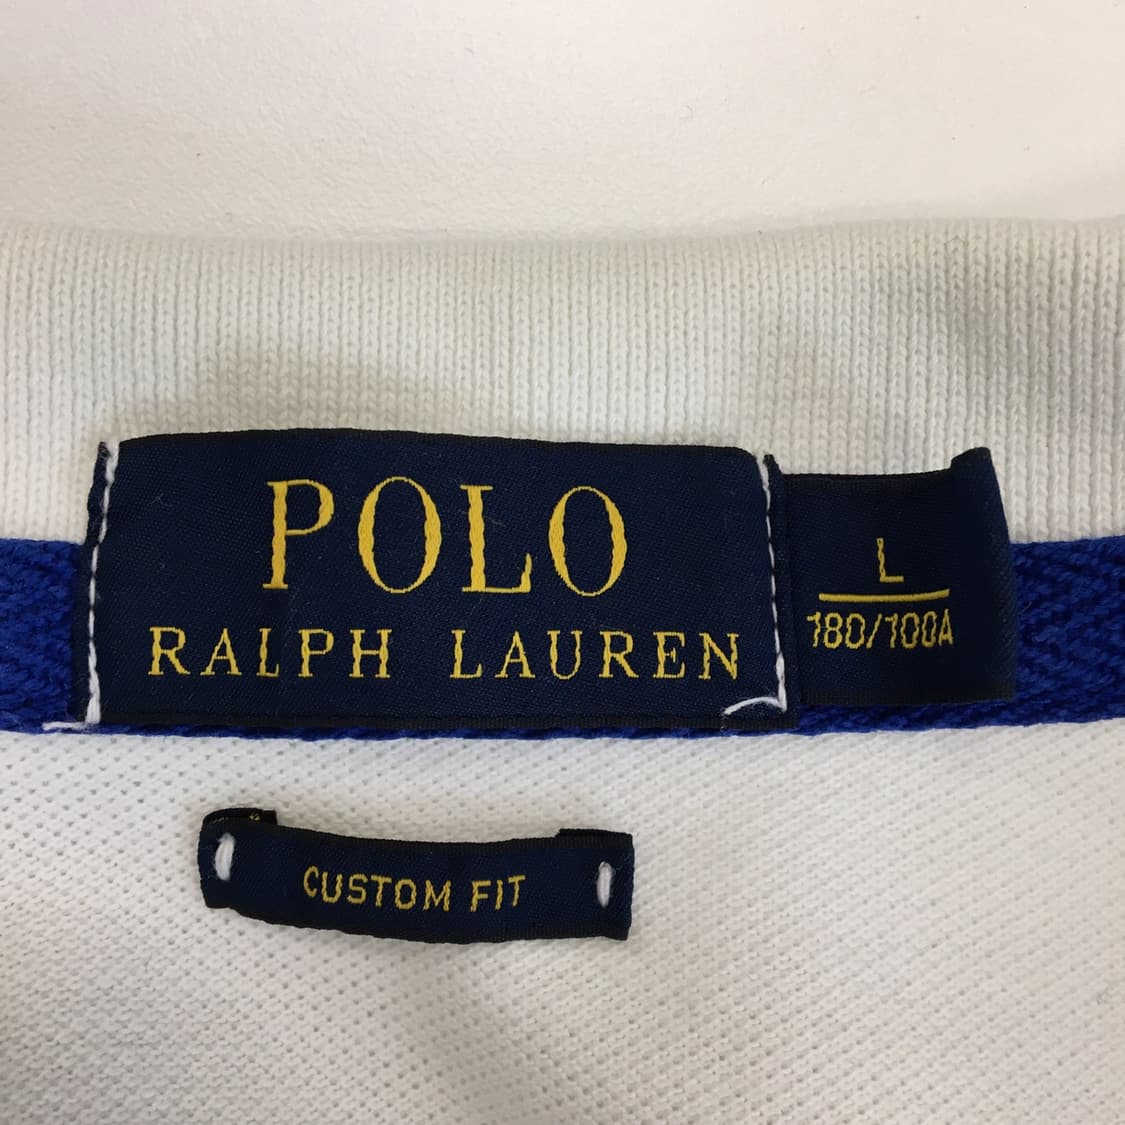 POLO
RALPH LAUREN
L
180/100A
CUSTOM FIT